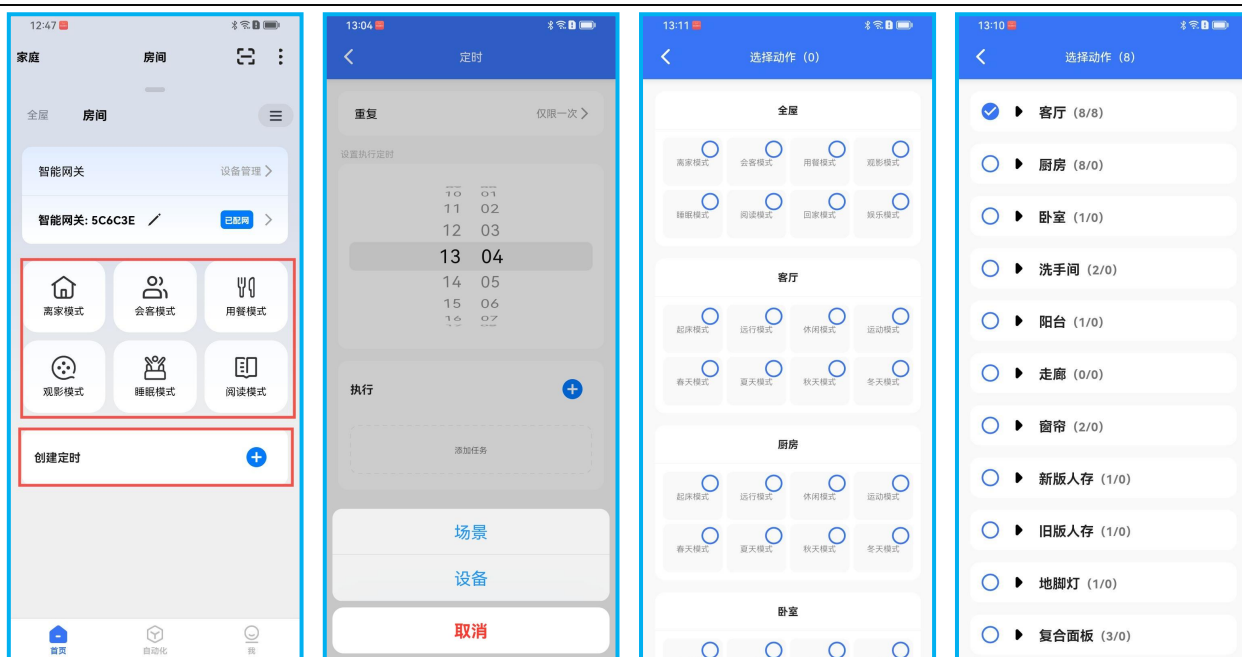 12:47
家庭
房间
全屋 房间
智能网关
设备管理
智能网关: 5C6C3E
已配网
离家模式 会客模式 用餐模式
观影模式 睡眠模式 阅读模式
创建定时
首页 自动化 我
13:04
定时
重复
仅限一次
设置执行定时
10 01
11 02
12 03
13 04
14 05
15 06
16 07
执行
添加任务
场景
设备
取消
13:11
选择动作（0）
全屋
离家模式 会客模式 用餐模式 观影模式
睡眠模式 阅读模式 回家模式 娱乐模式
客厅
起床模式 远行模式 休闲模式 运动模式
春天模式 夏天模式 秋天模式 冬天模式
厨房
起床模式 远行模式 休闲模式 运动模式
春天模式 夏天模式 秋天模式 冬天模式
卧室
13:10
选择动作（8）
客厅 (8/8)
厨房 (8/0)
卧室 (1/0)
洗手间 (2/0)
阳台 (1/0)
走廊 (0/0)
窗帘 (2/0)
新版人存 (1/0)
旧版人存 (1/0)
地脚灯 (1/0)
复合面板 (3/0)